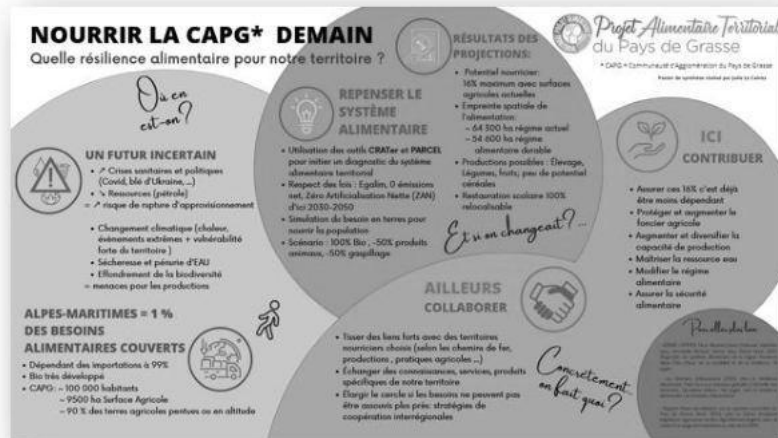 NOURRIR LA CAPG* DEMAIN
Quelle résilience alimentaire pour notre territoire ?
Projet Alimentaire Territorial
du Pays de Grasse
* CAPG = Communauté d'Agglomération du Pays de Grasse
Où en
est-on?
UN FUTUR INCERTAIN
• ↗ Crises sanitaires et politiques
(Covid, blé d'Ukraine, ...)
• ↘ Ressources (pétrole)
= ↗ risque de rupture d'approvisionnement
• Changement climatique (chaleur,
évènements extrêmes + vulnérabilité
forte du territoire )
• Sécheresse et pénurie d'EAU
• Effondrement de la biodiversité
= menaces pour les productions
ALPES-MARITIMES = 1 %
DES BESOINS
ALIMENTAIRES COUVERTS
• Dépendant des importations à 99%
• Bio très développé
• CAPG: ~ 100 000 habitants
~ 9500 ha Surface Agricole
~ 90 % des terres agricoles pentues ou en altitude
REPENSER LE
SYSTÈME
ALIMENTAIRE
• Utilisation des outils CRATer et PARCEL
pour initier un diagnostic du système
alimentaire territorial
• Respect des lois : Egalim, 0 émissions
net, Zéro Artificialisation Nette (ZAN)
d'ici 2030-2050
• Simulation du besoin en terres pour
nourrir la population
• Scénario : 100% Bio , -50% produits
animaux, -50% gaspillage
RÉSULTATS DES
PROJECTIONS:
• Potentiel nourricier:
16% maximum avec surfaces
agricoles actuelles
• Empreinte spatiale de
l'alimentation:
~ 64 500 ha régime actuel
~ 54 600 ha régime
alimentaire durable
• Productions possibles : Élevage,
Légumes, fruits; peu de potentiel
céréales
• Restauration scolaire 100%
relocalisable
Et si on changeait?...
ICI
CONTRIBUER
• Assurer ces 16% c'est déjà
être moins dépendant
• Protéger et augmenter le
foncier agricole
• Augmenter et diversifier la
capacité de production
• Maîtriser la ressource eau
• Modifier le régime
alimentaire
• Assurer la sécurité
alimentaire
AILLEURS
COLLABORER
• Tisser des liens forts avec des territoires
nourriciers choisis (selon les chemins de fer,
productions , pratiques agricoles ...)
• Échanger des connaissances, services, produits
spécifiques de notre territoire
• Élargir le cercle si les besoins ne peuvent pas
être assouvis plus près: stratégies de
coopération interrégionales
Concrètement...
on fait quoi ?
Pour aller plus loin